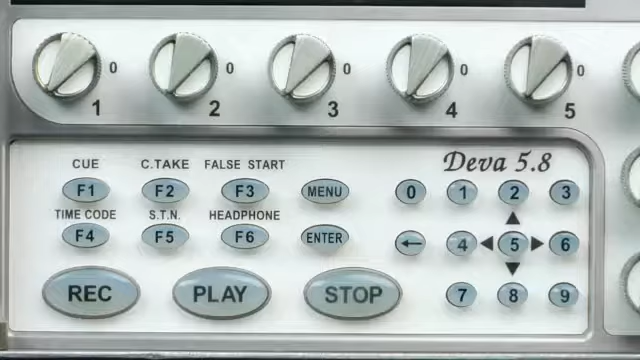 0 0 0 0 0
1 2 3 4 5
CUE C.TAKE FALSE START Deva 5.8
F1 F2 F3 MENU 0 1 2 3
TIME CODE S.T.N. HEADPHONE
F4 F5 F6 ENTER ← 4 5 6
REC PLAY STOP 7 8 9